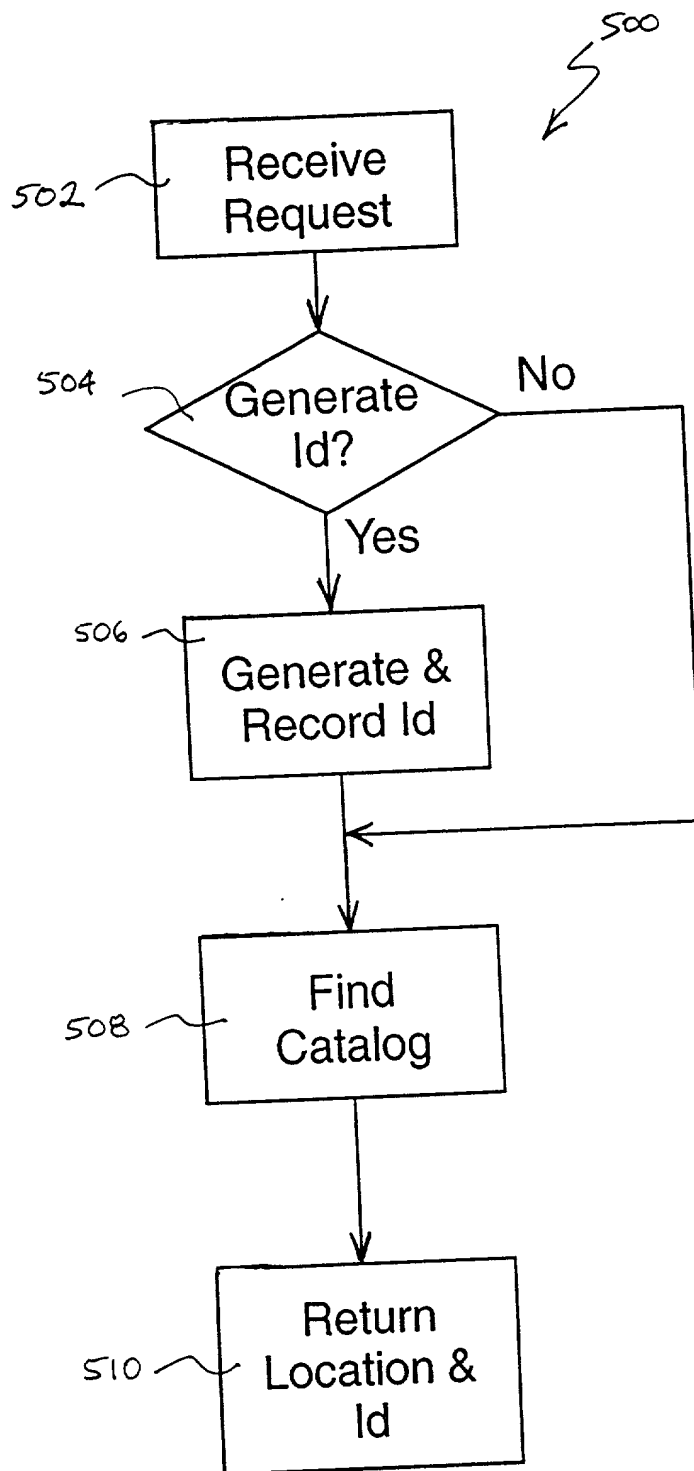 500
502
Receive
Request
504
Generate
Id?
No
Yes
506
Generate &
Record Id
508
Find
Catalog
510
Return
Location &
Id